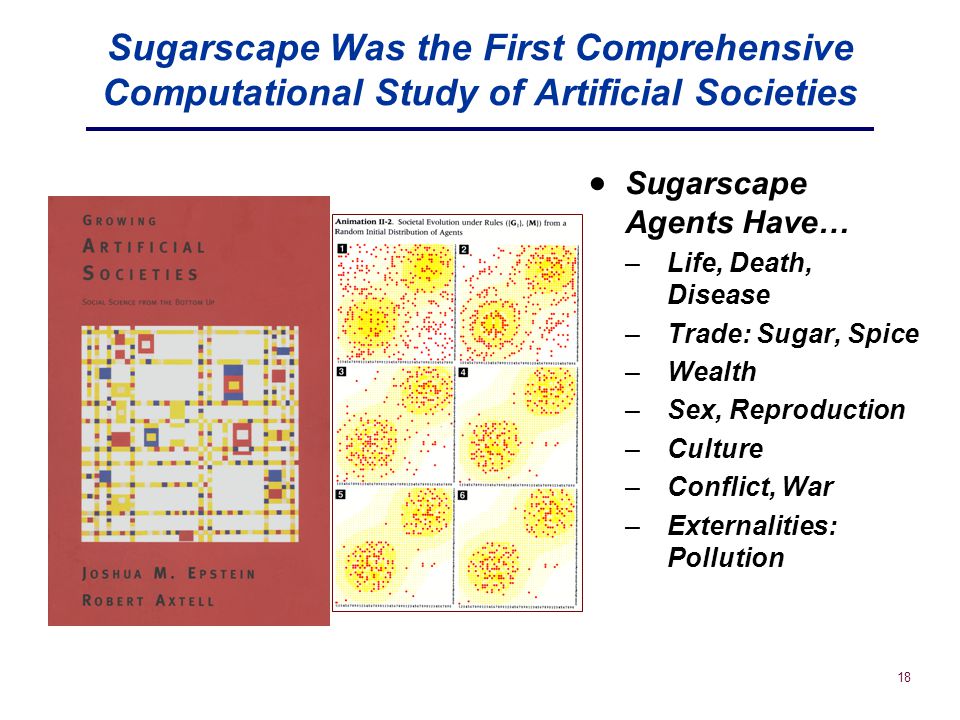 Sugarscape Was the First Comprehensive
Computational Study of Artificial Societies
GROWING
ARTIFICIAL
SOCIETIES
SOCIAL SCIENCE FROM THE BOTTOM UP
JOSHUA M. EPSTEIN
ROBERT AXTELL
Animation II-2. Societal Evolution under Rules ({G₁}, {M}) from a
Random Initial Distribution of Agents
1
2
3
4
5
6
• Sugarscape
Agents Have…
– Life, Death,
Disease
– Trade: Sugar, Spice
– Wealth
– Sex, Reproduction
– Culture
– Conflict, War
– Externalities:
Pollution
18